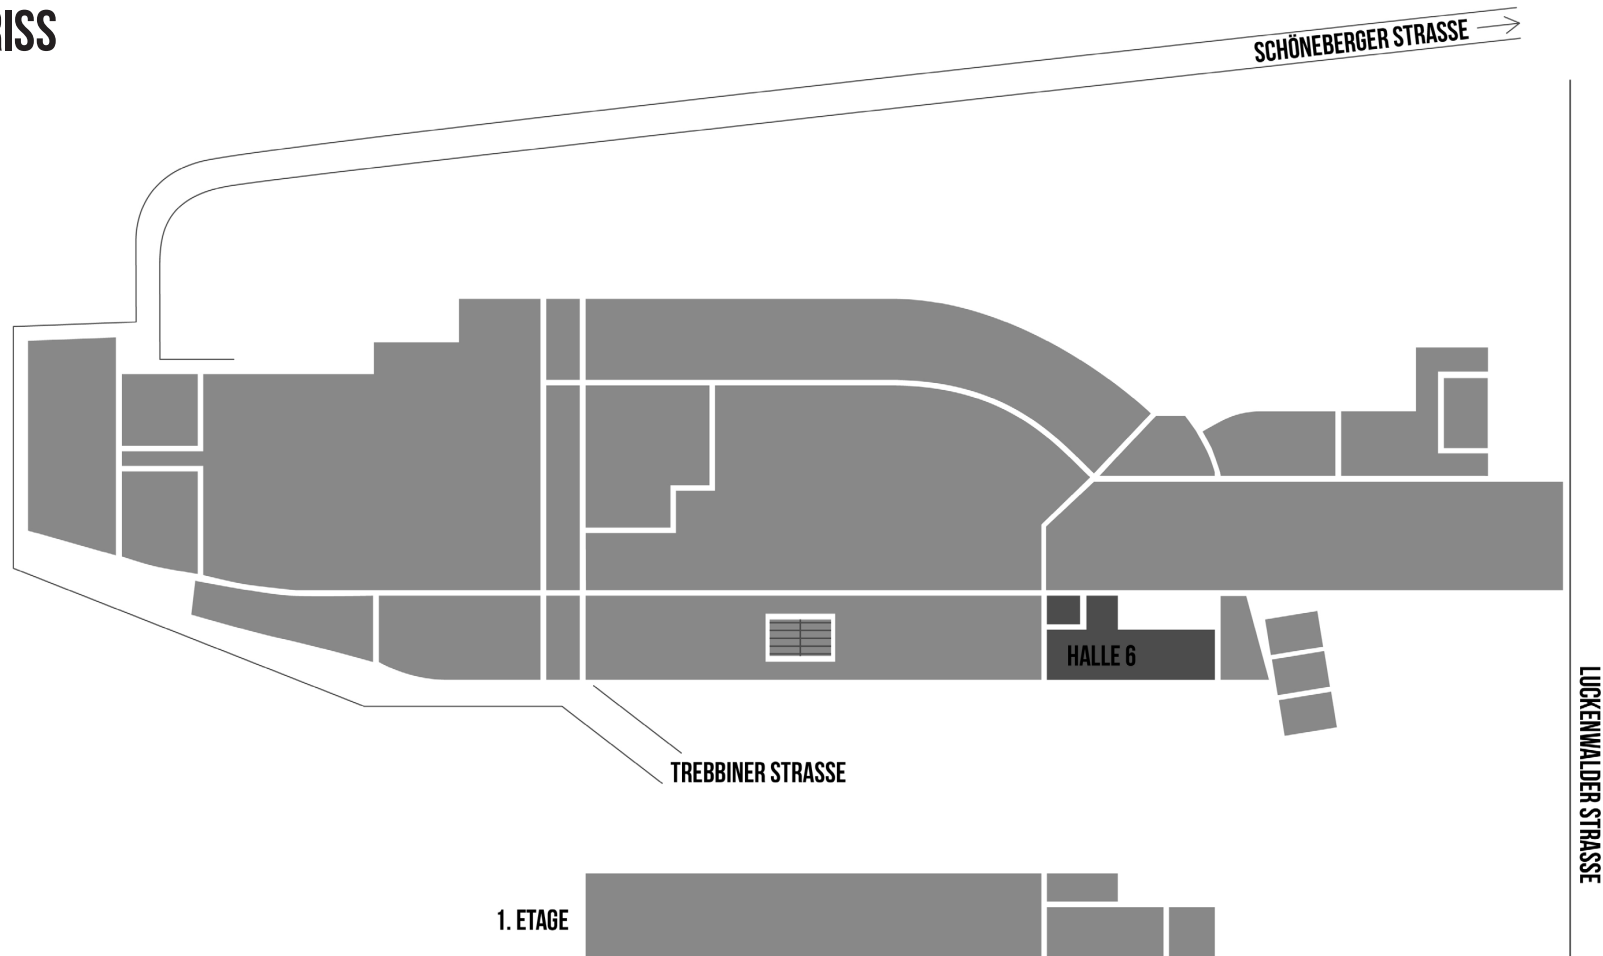 RISS
SCHÖNEBERGER STRASSE
HALLE 6
TREBBINER STRASSE
LUCKENWALDER STRASSE
1. ETAGE